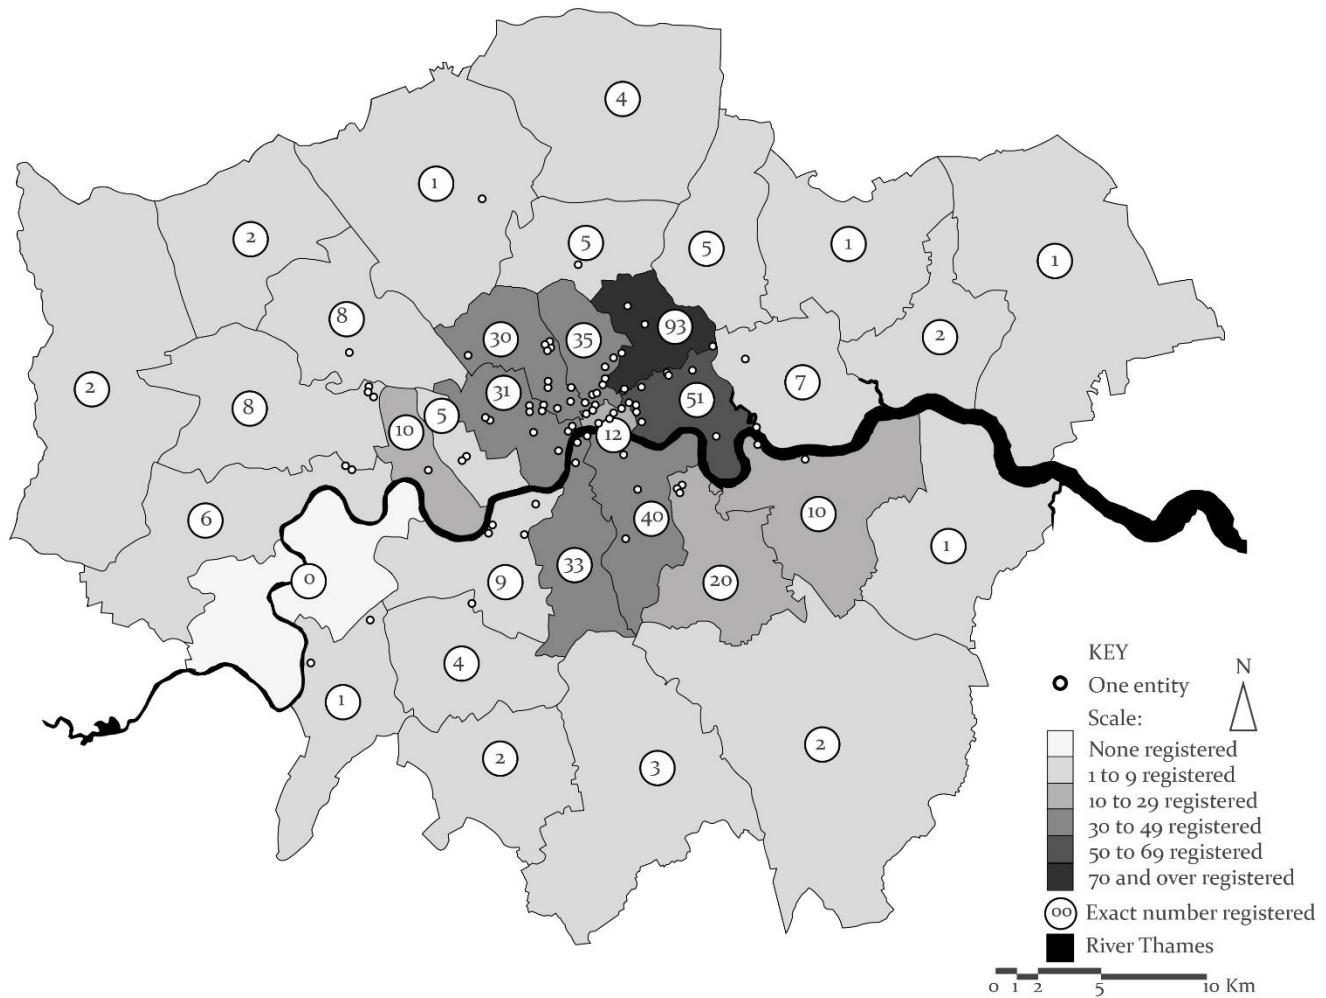 4
1
2
5
5
1
1
8
30
35
93
2
2
8
31
7
10
5
51
12
6
40
10
1
0
33
9
20
4
1
2
3
2
KEY
One entity
N
Scale:
None registered
1 to 9 registered
10 to 29 registered
30 to 49 registered
50 to 69 registered
70 and over registered
00 Exact number registered
River Thames
0 1 2 5 10 Km